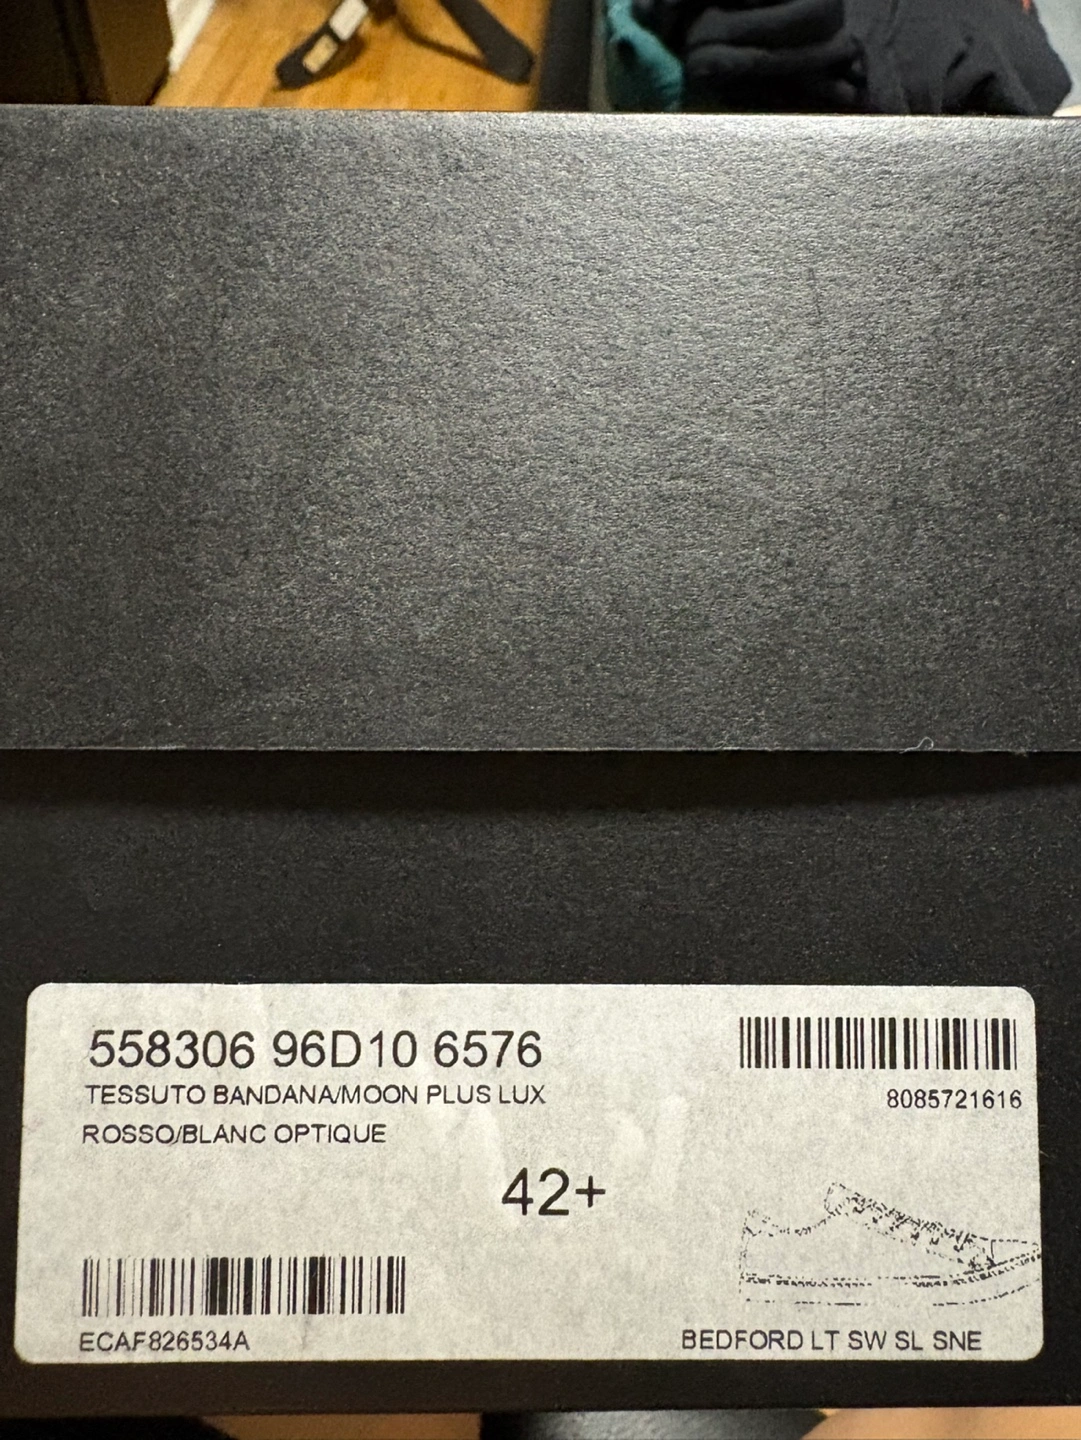 558306 96D10 6576
8085721616
TESSUTO BANDANA/MOON PLUS LUX
ROSSO/BLANC OPTIQUE
42+
ECAF826534A
BEDFORD LT SW SL SNE